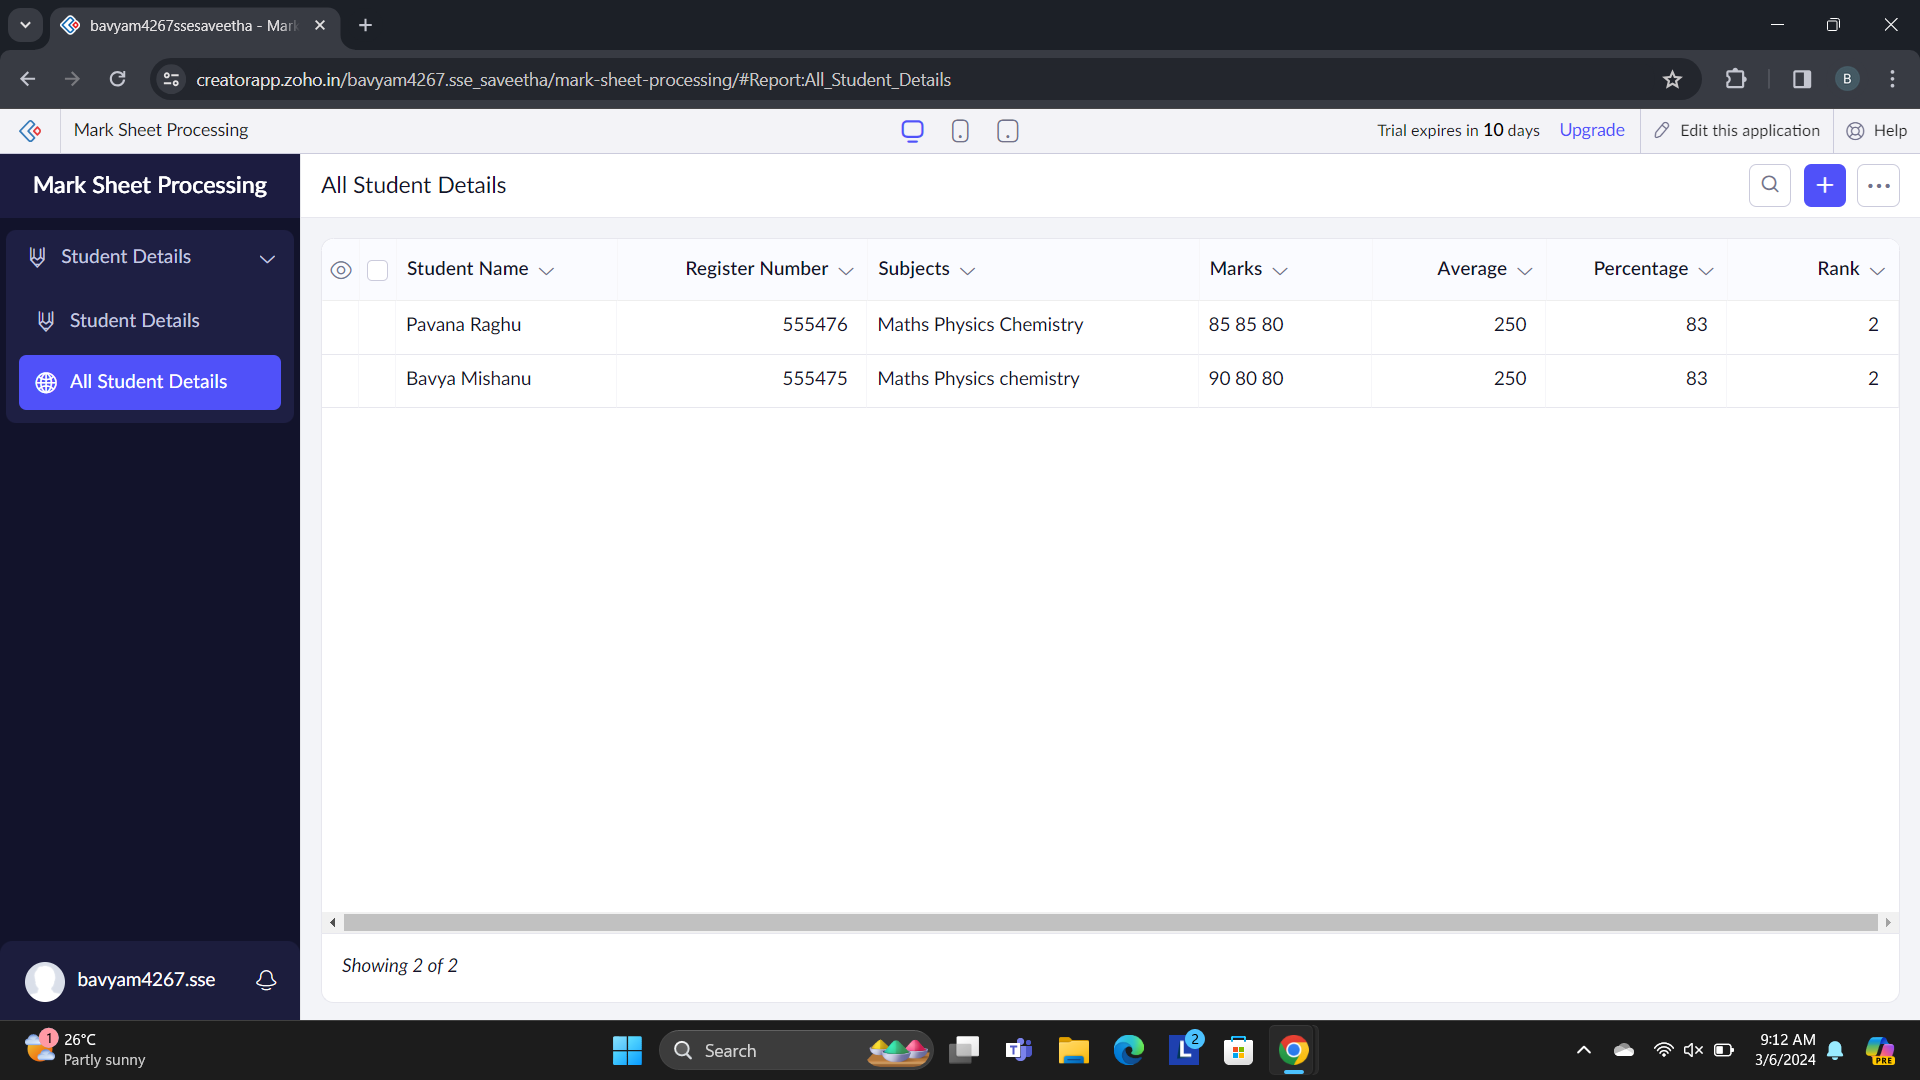 bavyam4267ssesaveetha - Mark
creatorapp.zoho.in/bavyam4267.sse_saveetha/mark-sheet-processing/#Report:All_Student_Details
B
Mark Sheet Processing
Trial expires in 10 days Upgrade
Edit this application
Help
Mark Sheet Processing
All Student Details
Student Details
Student Details
All Student Details
Student Name Register Number Subjects Marks Average Percentage Rank
Pavana Raghu 555476 Maths Physics Chemistry 85 85 80 250 83 2
Bavya Mishanu 555475 Maths Physics chemistry 90 80 80 250 83 2
Showing 2 of 2
bavyam4267.sse
1
26°C
Partly sunny
Search
T
L
2
9:12 AM
3/6/2024
PRE